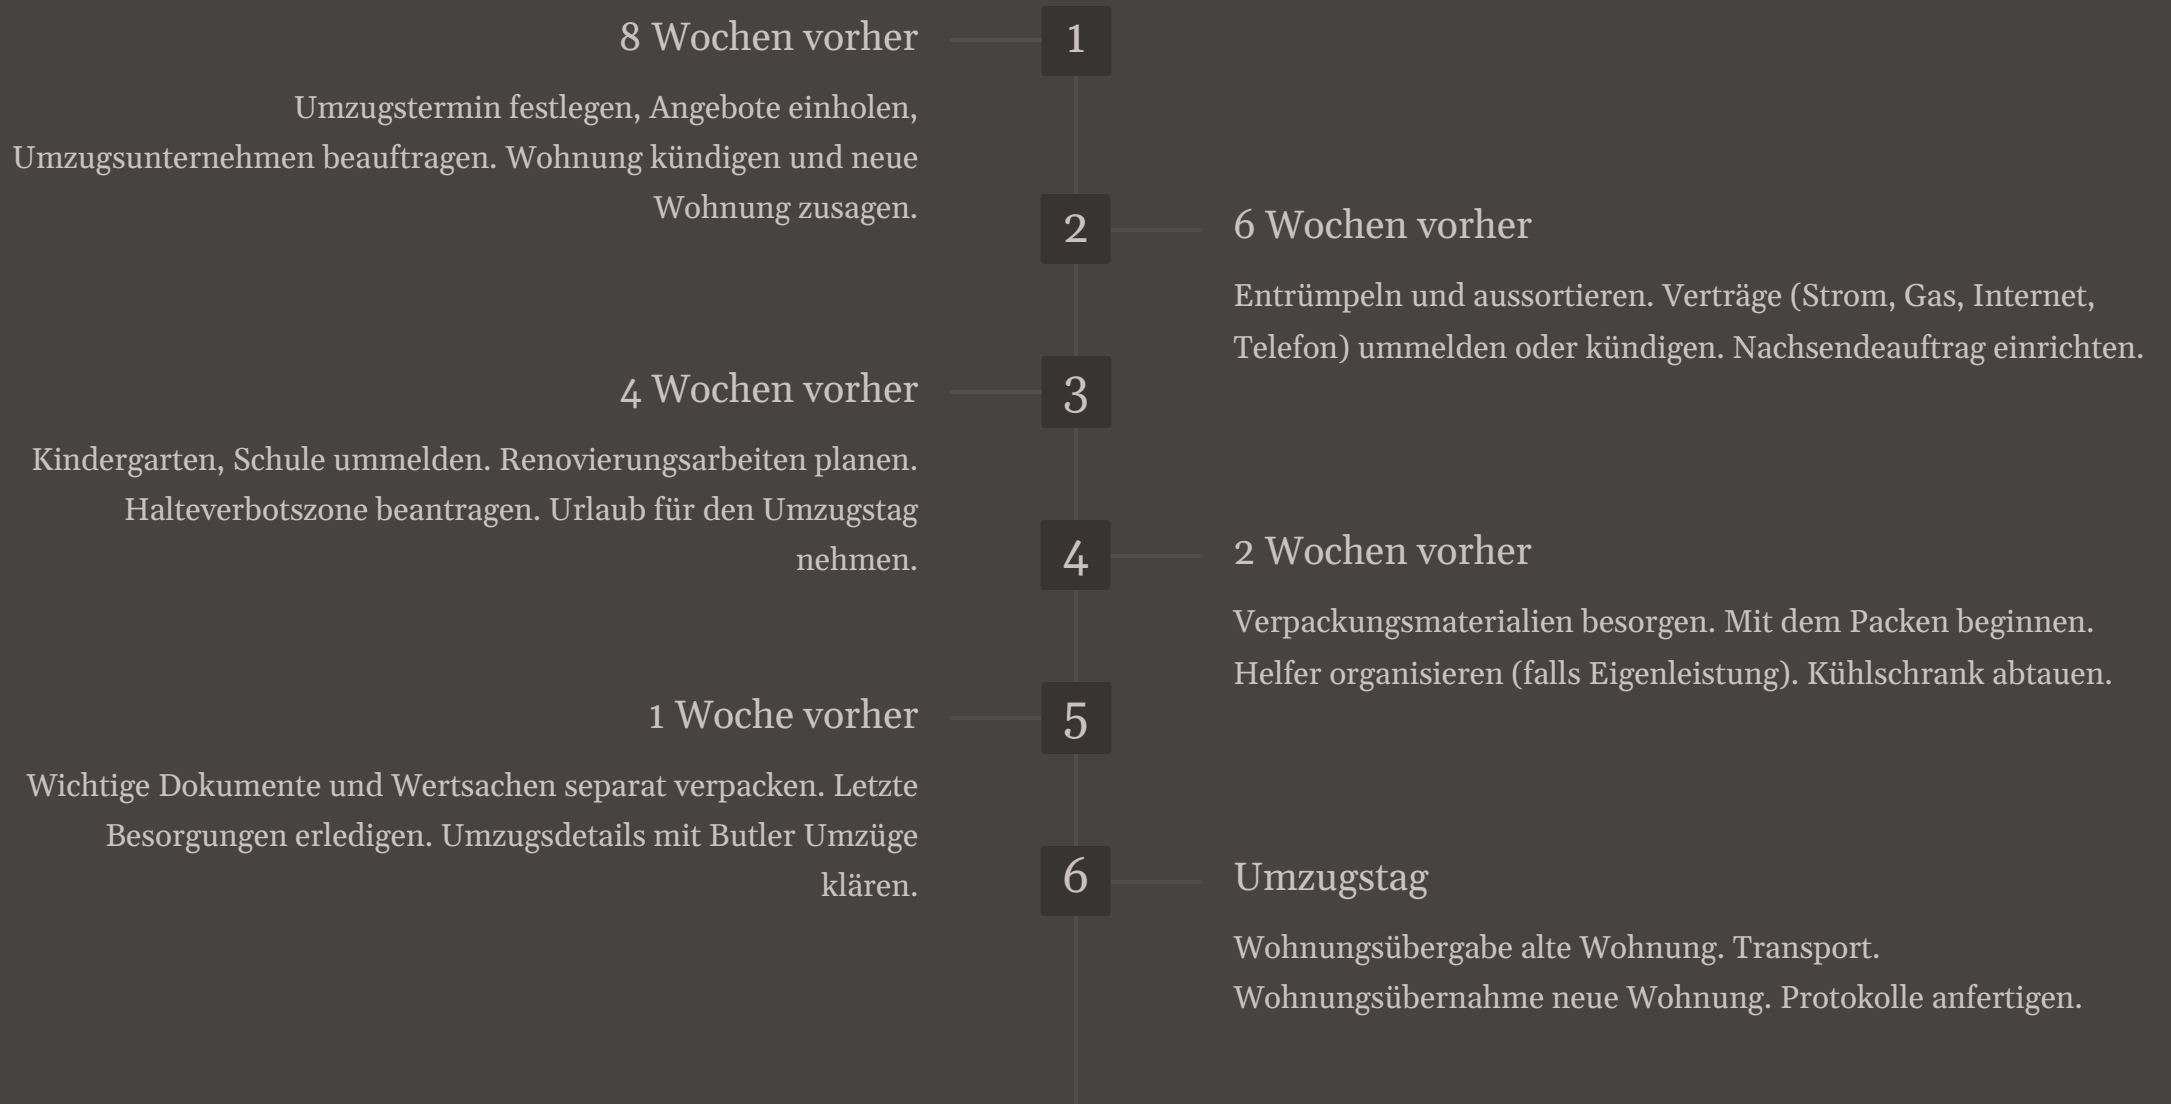 8 Wochen vorher
1
Umzugstermin festlegen, Angebote einholen,
Umzugsunternehmen beauftragen. Wohnung kündigen und neue
Wohnung zusagen.
2
6 Wochen vorher
Entrümpeln und aussortieren. Verträge (Strom, Gas, Internet,
Telefon) ummelden oder kündigen. Nachsendeauftrag einrichten.
4 Wochen vorher
3
Kindergarten, Schule ummelden. Renovierungsarbeiten planen.
Halteverbotszone beantragen. Urlaub für den Umzugstag
nehmen.
4
2 Wochen vorher
Verpackungsmaterialien besorgen. Mit dem Packen beginnen.
Helfer organisieren (falls Eigenleistung). Kühlschrank abtauen.
1 Woche vorher
5
Wichtige Dokumente und Wertsachen separat verpacken. Letzte
Besorgungen erledigen. Umzugsdetails mit Butler Umzüge
klären.
6
Umzugstag
Wohnungsübergabe alte Wohnung. Transport.
Wohnungsübernahme neue Wohnung. Protokolle anfertigen.